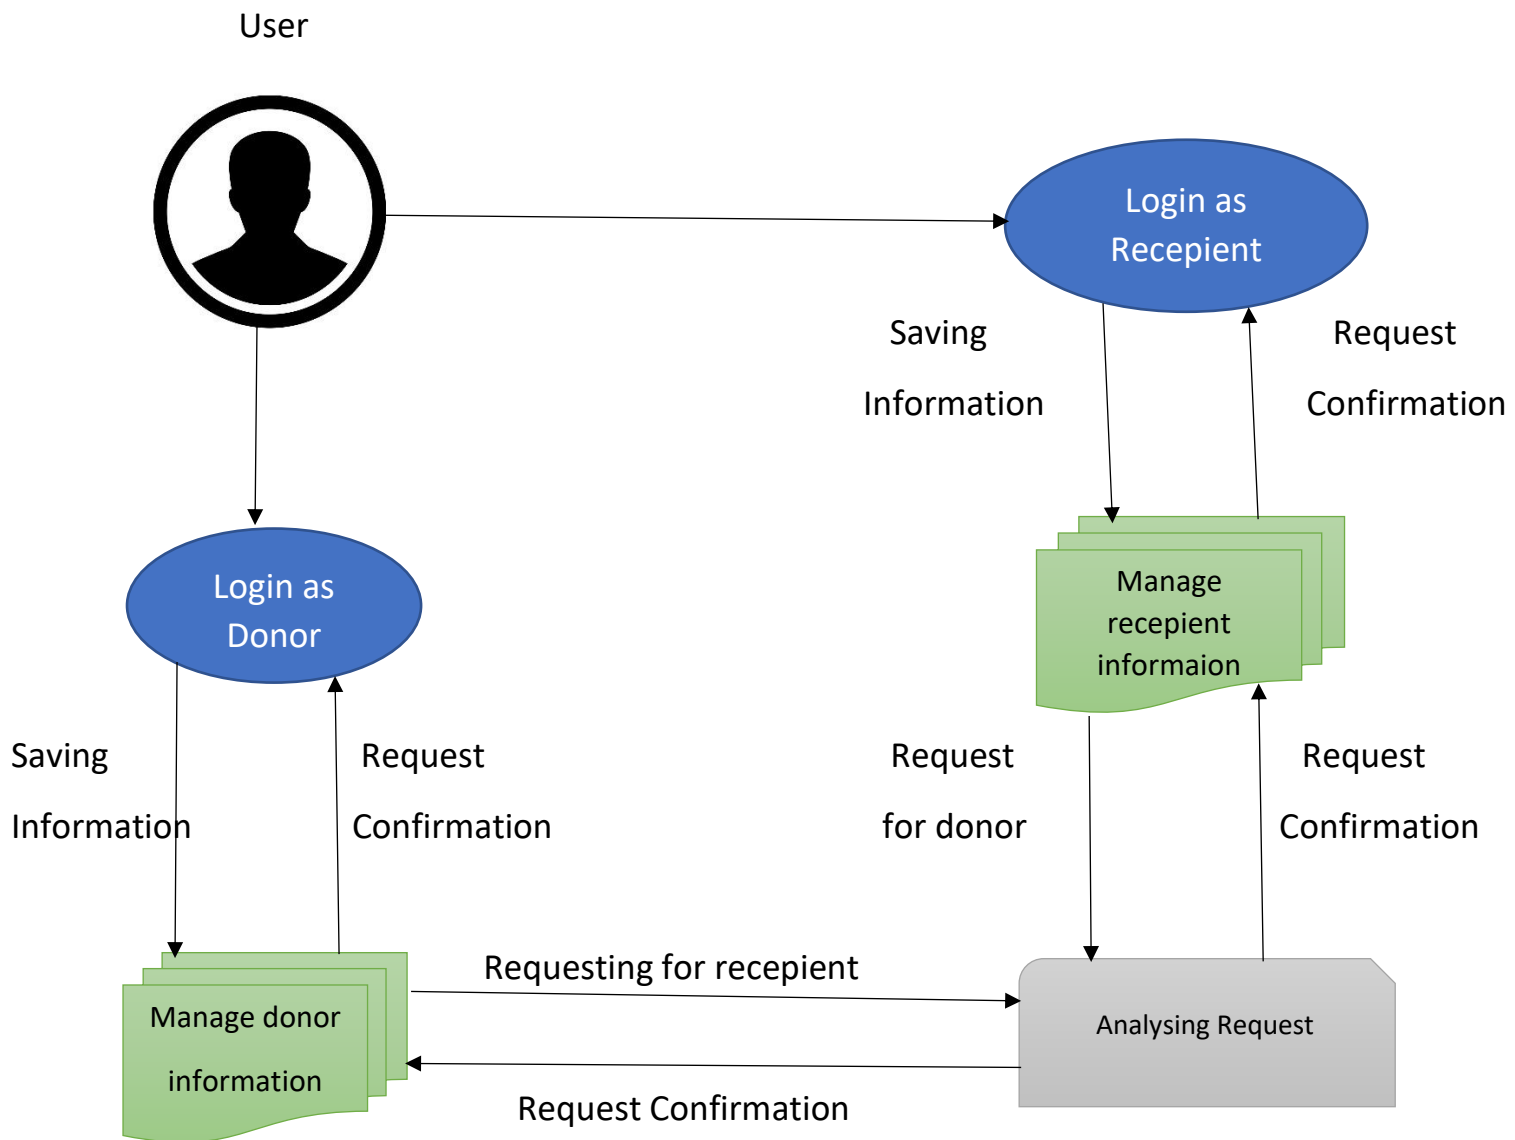 User
Login as
Recepient
Saving
Information
Request
Confirmation
Login as
Donor
Manage
recepient
informaion
Saving
Information
Request
Confirmation
Request
for donor
Request
Confirmation
Requesting for recepient
Manage donor
information
Analysing Request
Request Confirmation